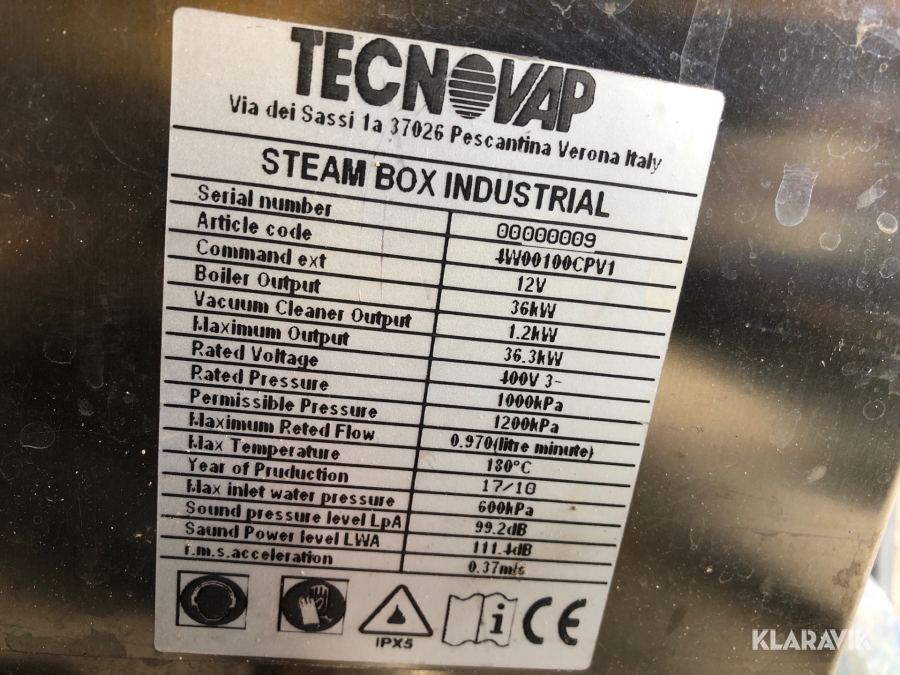 TECNOVAP
Via dei Sassi 1a 37026 Pescantina Verona Italy
STEAM BOX INDUSTRIAL
Serial number 00000009
Article code 4W00100CPV1
Command ext 12V
Boiler Output 36kW
Vacuum Cleaner Output 1.2kW
Maximum Output 36.3kW
Rated Voltage 400V 3~
Rated Pressure 1000kPa
Permissible Pressure 1200kPa
Maximum Reted Flow 0.970(litre minute)
Max Temperature 180°C
Year of Pruduction 17/10
Max inlet water pressure 600kPa
Sound pressure level LpA 99.2dB
Saund Power level LWA 111.4dB
r.m.s.acceleration 0.37m/s
IPX5
i
CE
KLARAVIK